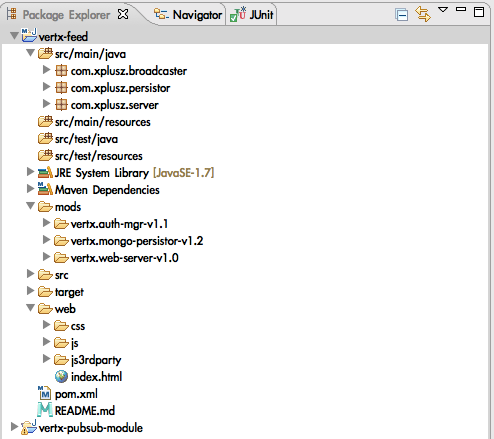 Package Explorer Navigator JUnit
vertx-feed
src/main/java
com.xplusz.broadcaster
com.xplusz.persistor
com.xplusz.server
src/main/resources
src/test/java
src/test/resources
JRE System Library [JavaSE-1.7]
Maven Dependencies
mods
vertx.auth-mgr-v1.1
vertx.mongo-persistor-v1.2
vertx.web-server-v1.0
src
target
web
css
js
js3rdparty
index.html
pom.xml
README.md
vertx-pubsub-module